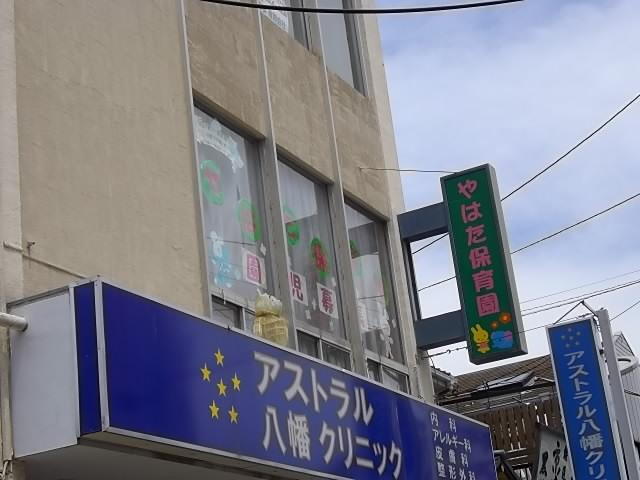 やはた保育園
園児募
アストラル
八幡 クリニック
内科
アレルギー科
皮膚科
整形外科
アストラル八幡クリ